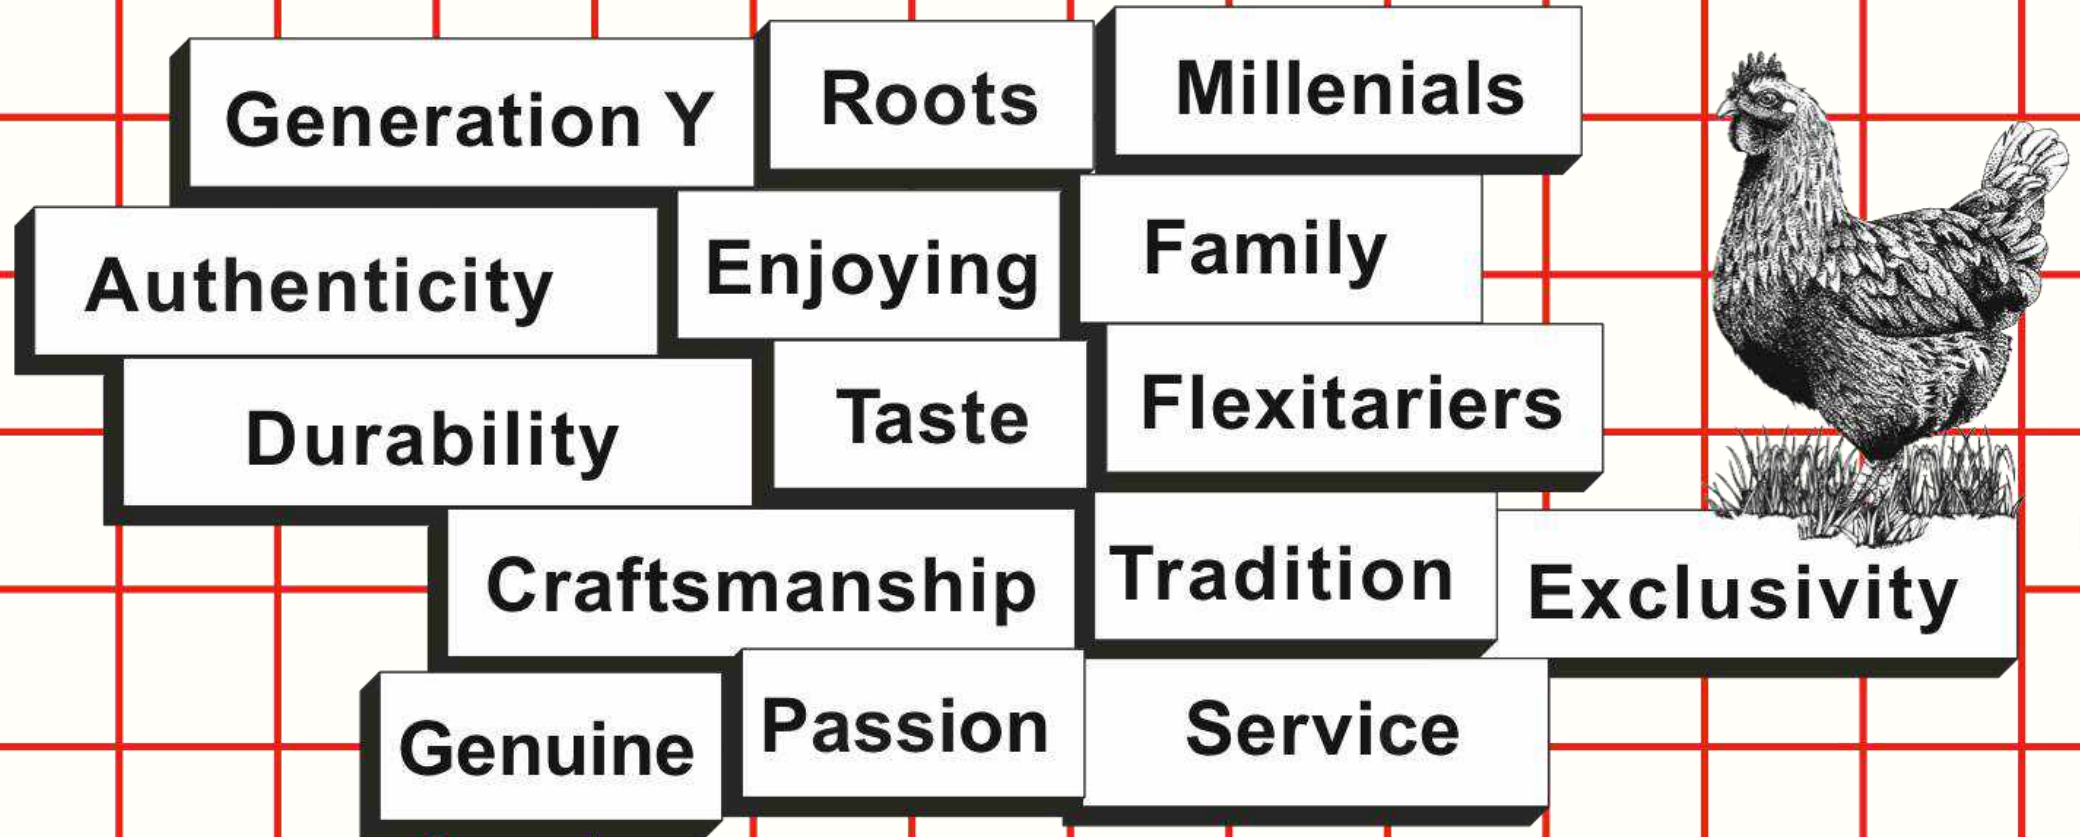 Generation Y
Roots
Millenials
Authenticity
Enjoying
Family
Durability
Taste
Flexitariers
Craftsmanship
Tradition
Exclusivity
Genuine
Passion
Service